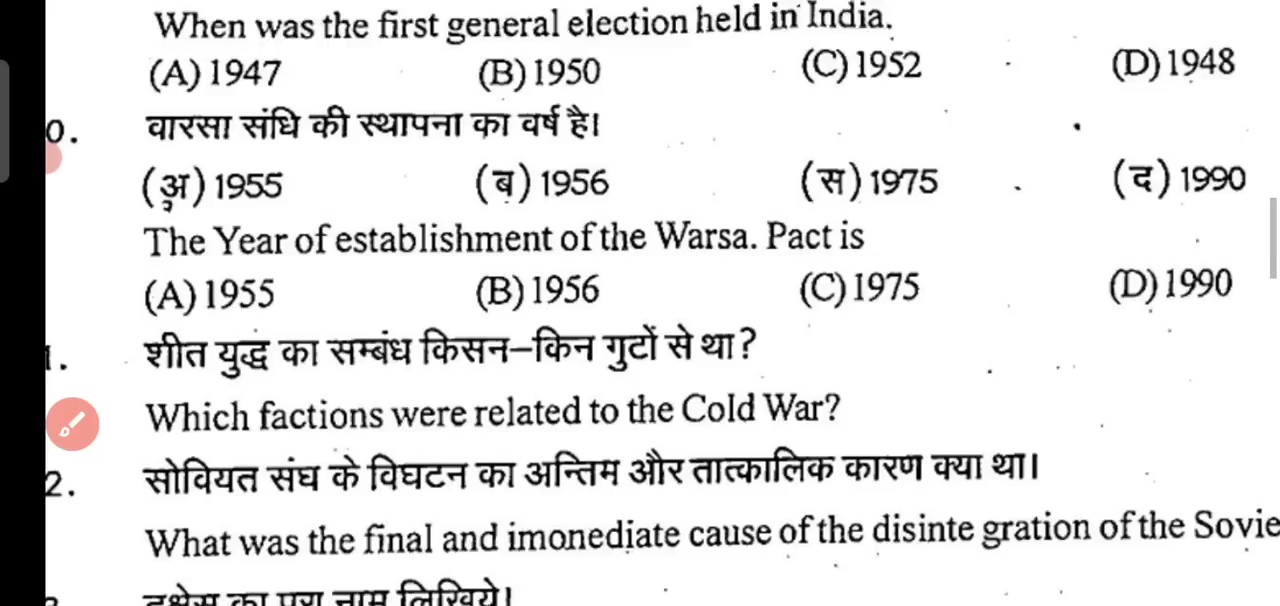 When was the first general election held in India.
(A) 1947 (B) 1950 (C) 1952 (D) 1948
0. वारसा संधि की स्थापना का वर्ष है।
(अ) 1955 (ब) 1956 (स) 1975 (द) 1990
The Year of establishment of the Warsa. Pact is
(A) 1955 (B) 1956 (C) 1975 (D) 1990
1. शीत युद्ध का सम्बंध किसन-किन गुटों से था?
Which factions were related to the Cold War?
2. सोवियत संघ के विघटन का अन्तिम और तात्कालिक कारण क्या था।
What was the final and imonediate cause of the disinte gration of the Sovie
दक्षेस का पूरा नाम लिखिये।